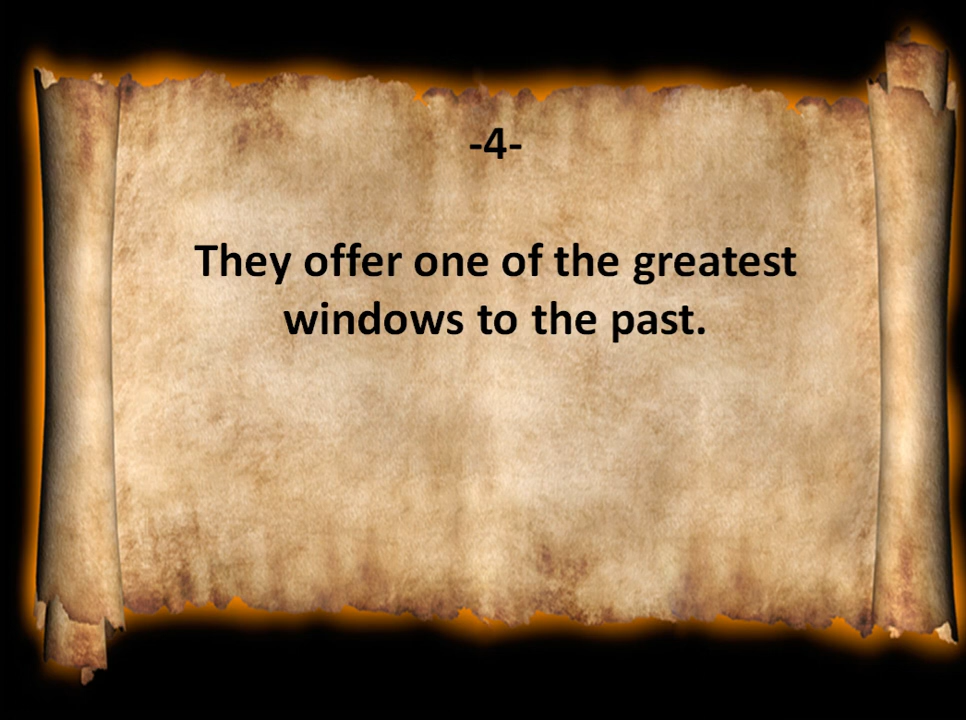 -4-
They offer one of the greatest
windows to the past.